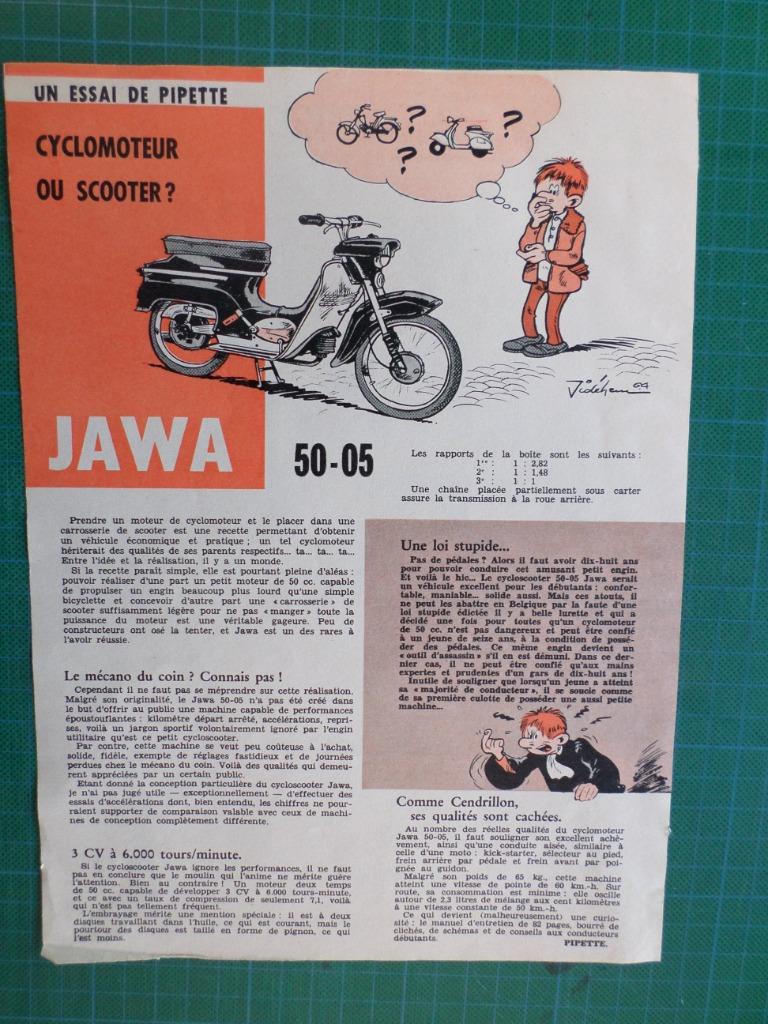 UN ESSAI DE PIPETTE
CYCLOMOTEUR
OU SCOOTER ?
?
?
?
Jidéhem 64
JAWA
50-05
Les rapports de la boîte sont les suivants :
1re : 1 : 2,82
2e : 1 : 1,48
3e : 1 : 1
Une chaîne placée partiellement sous carter
assure la transmission à la roue arrière.
Prendre un moteur de cyclomoteur et le placer dans une
carrosserie de scooter est une recette permettant d'obtenir
un véhicule économique et pratique ; un tel cyclomoteur
hériterait des qualités de ses parents respectifs... ta... ta... ta...
Entre l'idée et la réalisation, il y a un monde.
Si la recette paraît simple, elle est pourtant pleine d'aléas :
pouvoir réaliser d'une part un petit moteur de 50 cc. capable
de propulser un engin beaucoup plus lourd qu'une simple
bicyclette et concevoir d'autre part une « carrosserie » de
scooter suffisamment légère pour ne pas « manger » toute la
puissance du moteur est une véritable gageure. Peu de
constructeurs ont osé la tenter, et Jawa est un des rares à
l'avoir réussie.
Le mécano du coin ? Connais pas !
Cependant il ne faut pas se méprendre sur cette réalisation.
Malgré son originalité, le Jawa 50-05 n'a pas été créé dans
le but d'offrir au public une machine capable de performances
époustouflantes : kilomètre départ arrêté, accélérations, repri-
ses, voilà un jargon sportif volontairement ignoré par l'engin
utilitaire qu'est ce petit cycloscooter.
Par contre, cette machine se veut peu coûteuse à l'achat,
solide, fidèle, exempte de réglages fastidieux et de journées
perdues chez le mécano du coin. Voilà des qualités qui demeu-
rent appréciées par un certain public.
Etant donné la conception particulière du cycloscooter Jawa,
je n'ai pas jugé utile — exceptionnellement — d'effectuer des
essais d'accélérations dont, bien entendu, les chiffres ne pour-
raient supporter de comparaison valable avec ceux de machi-
nes de conception complètement différente.
3 CV à 6.000 tours/minute.
Si le cycloscooter Jawa ignore les performances, il ne faut
pas en conclure que le moulin qui l'anime ne mérite guère
l'attention. Bien au contraire ! Un moteur deux temps
de 50 cc. capable de développer 3 CV à 6.000 tours-minute,
et ce avec un taux de compression de seulement 7,1, voilà
qui n'est pas tellement fréquent.
L'embrayage mérite une mention spéciale : il est à deux
disques travaillant dans l'huile, ce qui est courant, mais le
pourtour des disques est taillé en forme de pignon, ce qui
l'est moins.
Une loi stupide...
Pas de pédales ? Alors il faut avoir dix-huit ans
pour pouvoir conduire cet amusant petit engin.
Et voilà le hic... Le cycloscooter 50-05 Jawa serait
un véhicule excellent pour les débutants : confor-
table, maniable... solide aussi. Mais ces atouts, il
ne peut les abattre en Belgique par la faute d'une
loi stupide édictée il y a belle lurette et qui a
décidé une fois pour toutes qu'un cyclomoteur
de 50 cc. n'est pas dangereux et peut être confié
à un jeune de seize ans, à la condition de possé-
der des pédales. Ce même engin devient un
« outil d'assassin » s'il en est démuni. Dans ce der-
nier cas, il ne peut être confié qu'aux mains
expertes et prudentes d'un gars de dix-huit ans !
Inutile de souligner que lorsqu'un jeune a atteint
sa « majorité de conducteur », il se soucie comme
de sa première culotte de posséder une aussi petite
machine...
Comme Cendrillon,
ses qualités sont cachées.
Au nombre des réelles qualités du cyclomoteur
Jawa 50-05, il faut souligner son excellent achè-
vement, ainsi qu'une conduite aisée, similaire à
celle d'une moto : kick-starter, sélecteur au pied,
frein arrière par pédale et frein avant par poi-
gnée au guidon.
Malgré son poids de 65 kg., cette machine
atteint une vitesse de pointe de 60 km.-h. Sur
route, sa consommation est minime : elle oscille
autour de 2,3 litres de mélange aux cent kilomètres
à une vitesse constante de 50 km.-h.
Ce qui devient (malheureusement) une curio-
sité : le manuel d'entretien de 82 pages, bourré de
clichés, de schémas et de conseils aux conducteurs
débutants.
PIPETTE.